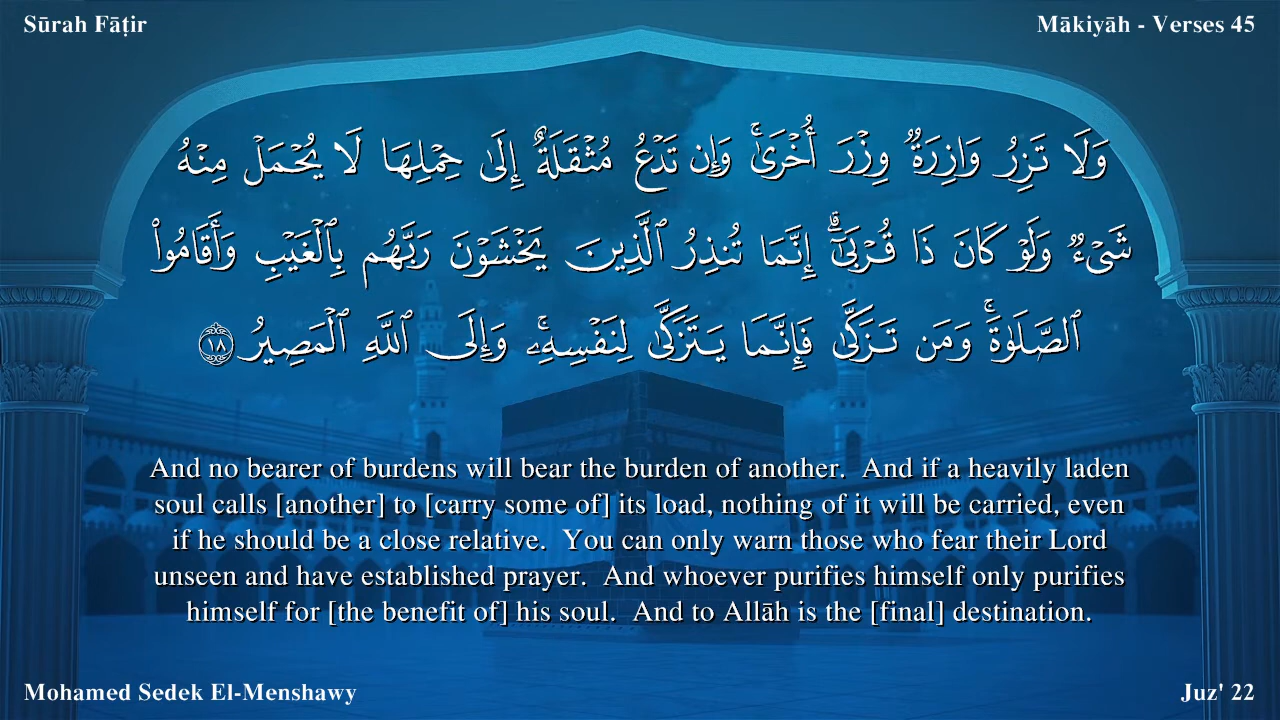 Sūrah Fāṭir
Mākiyāh - Verses 45
وَلَا تَزِرُ وَازِرَةٌ وِزْرَ أُخْرَىٰ ۚ وَإِن تَدْعُ مُثْقَلَةٌ إِلَىٰ حِمْلِهَا لَا يُحْمَلْ مِنْهُ
شَىْءٌ وَلَوْ كَانَ ذَا قُرْبَىٰٓ ۗ إِنَّمَا تُنذِرُ ٱلَّذِينَ يَخْشَوْنَ رَبَّهُم بِٱلْغَيْبِ وَأَقَامُوا۟
ٱلصَّلَوٰةَ ۚ وَمَن تَزَكَّىٰ فَإِنَّمَا يَتَزَكَّىٰ لِنَفْسِهِۦ ۚ وَإِلَى ٱللَّهِ ٱلْمَصِيرُ ١٨
And no bearer of burdens will bear the burden of another. And if a heavily laden
soul calls [another] to [carry some of] its load, nothing of it will be carried, even
if he should be a close relative. You can only warn those who fear their Lord
unseen and have established prayer. And whoever purifies himself only purifies
himself for [the benefit of] his soul. And to Allāh is the [final] destination.
Mohamed Sedek El-Menshawy
Juz' 22